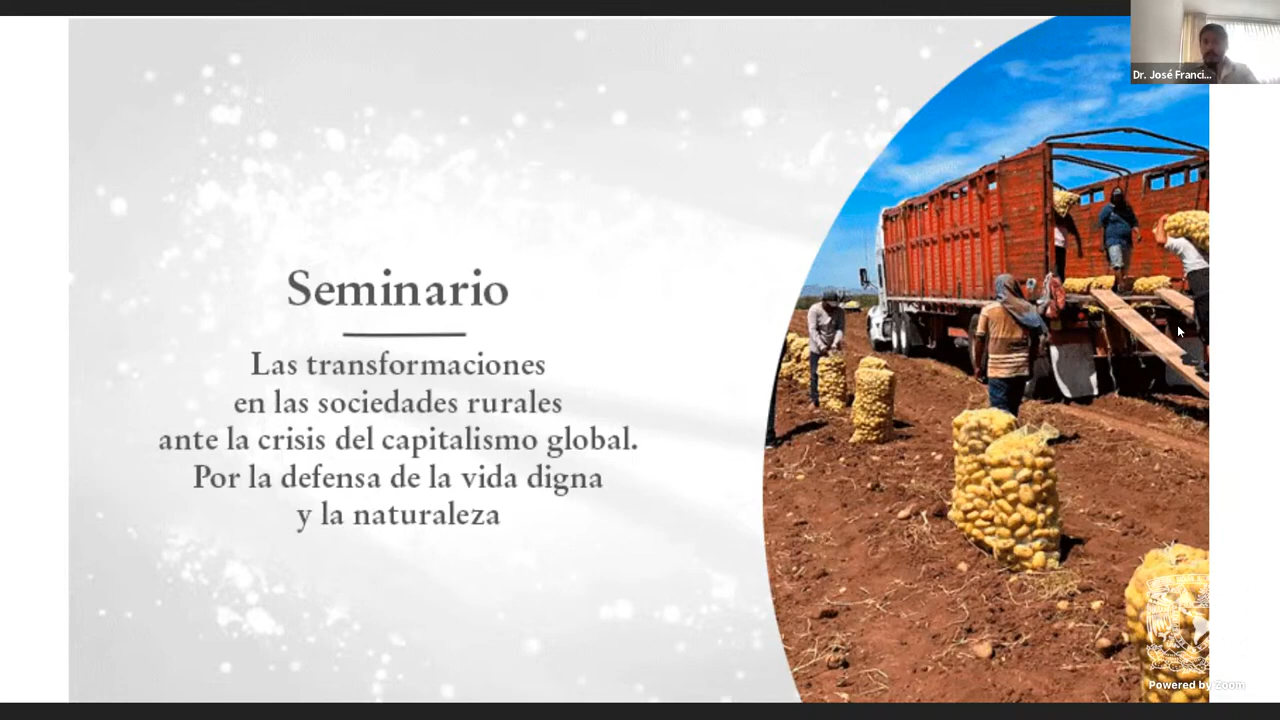 Dr. José Franci...
Seminario
Las transformaciones
en las sociedades rurales
ante la crisis del capitalismo global.
Por la defensa de la vida digna
y la naturaleza
Powered by Zoom